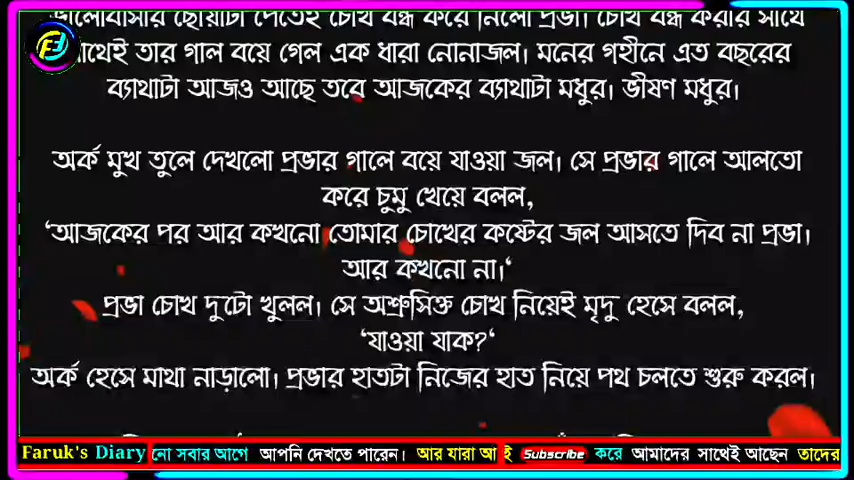 ভালোবাসার ছোঁয়াটা পেতেই চোখ বন্ধ করে নিলো প্রভা। চোখ বন্ধ করার সাথে
সাথেই তার গাল বয়ে গেল এক ধারা নোনাজল। মনের গহীনে এত বছরের
ব্যাথাটা আজও আছে তবে আজকের ব্যাথাটা মধুর। ভীষণ মধুর।
অর্ক মুখ তুলে দেখলো প্রভার গালে বয়ে যাওয়া জল। সে প্রভার গালে আলতো
করে চুমু খেয়ে বলল,
‘আজকের পর আর কখনো তোমার চোখের কষ্টের জল আসতে দিব না প্রভা।
আর কখনো না।‘
প্রভা চোখ দুটো খুলল। সে অশ্রুসিক্ত চোখ নিয়েই মৃদু হেসে বলল,
‘যাওয়া যাক?‘
অর্ক হেসে মাথা নাড়ালো। প্রভার হাতটা নিজের হাত নিয়ে পথ চলতে শুরু করল।
Faruk's Diary নো সবার আগে আপনি দেখতে পারেন। আর যারা আ ই Subscribe করে আমাদের সাথেই আছেন তাদের